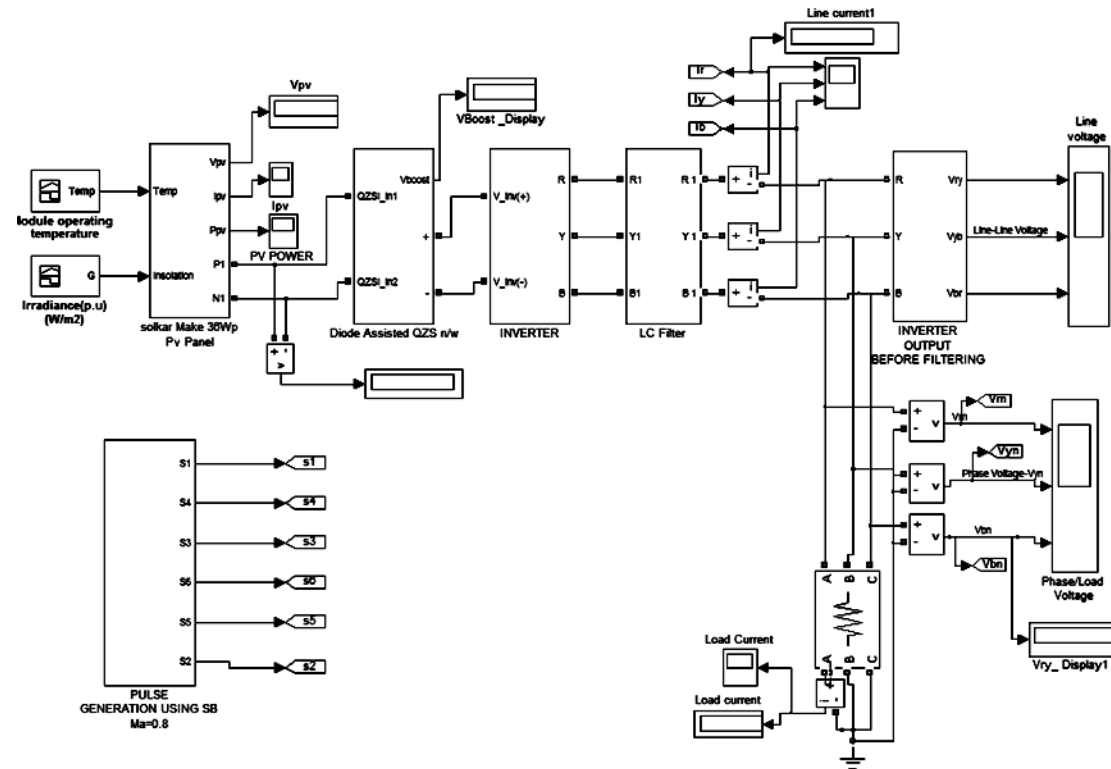 Line current1
Ir
Iy
Ib
Vpv
VBoost _Display
Line
voltage
Temp
Module operating
temperature
G
Irradiance(p.u)
(W/m2)
Temp
Insolation
Vpv
Ipv
Ppv
P1
N1
solkar Make 36Wp
Pv Panel
Ipv
PV POWER
Vboost
QZSI_In1
QZSI_In2
+
-
Diode Assisted QZS n/w
V_Inv(+)
V_Inv(-)
R
Y
B
INVERTER
R1
Y1
B1
R1
Y1
B1
LC Filter
+
-
i
+
-
i
+
-
i
R
Y
B
Vry
Vyb
Vbr
Line-Line Voltage
INVERTER
OUTPUT
BEFORE FILTERING
+
-
v
S1
S4
S3
S6
S5
S2
s1
s4
s3
s6
s5
s2
PULSE
GENERATION USING SB
Ma=0.8
+
-
v
Vrn
Vrn
+
-
v
Vyn
Phase Voltage-Vyn
+
-
v
Vbn
Vbn
Phase/Load
Voltage
Vry_ Display1
A
B
C
A
B
C
Load Current
Load current